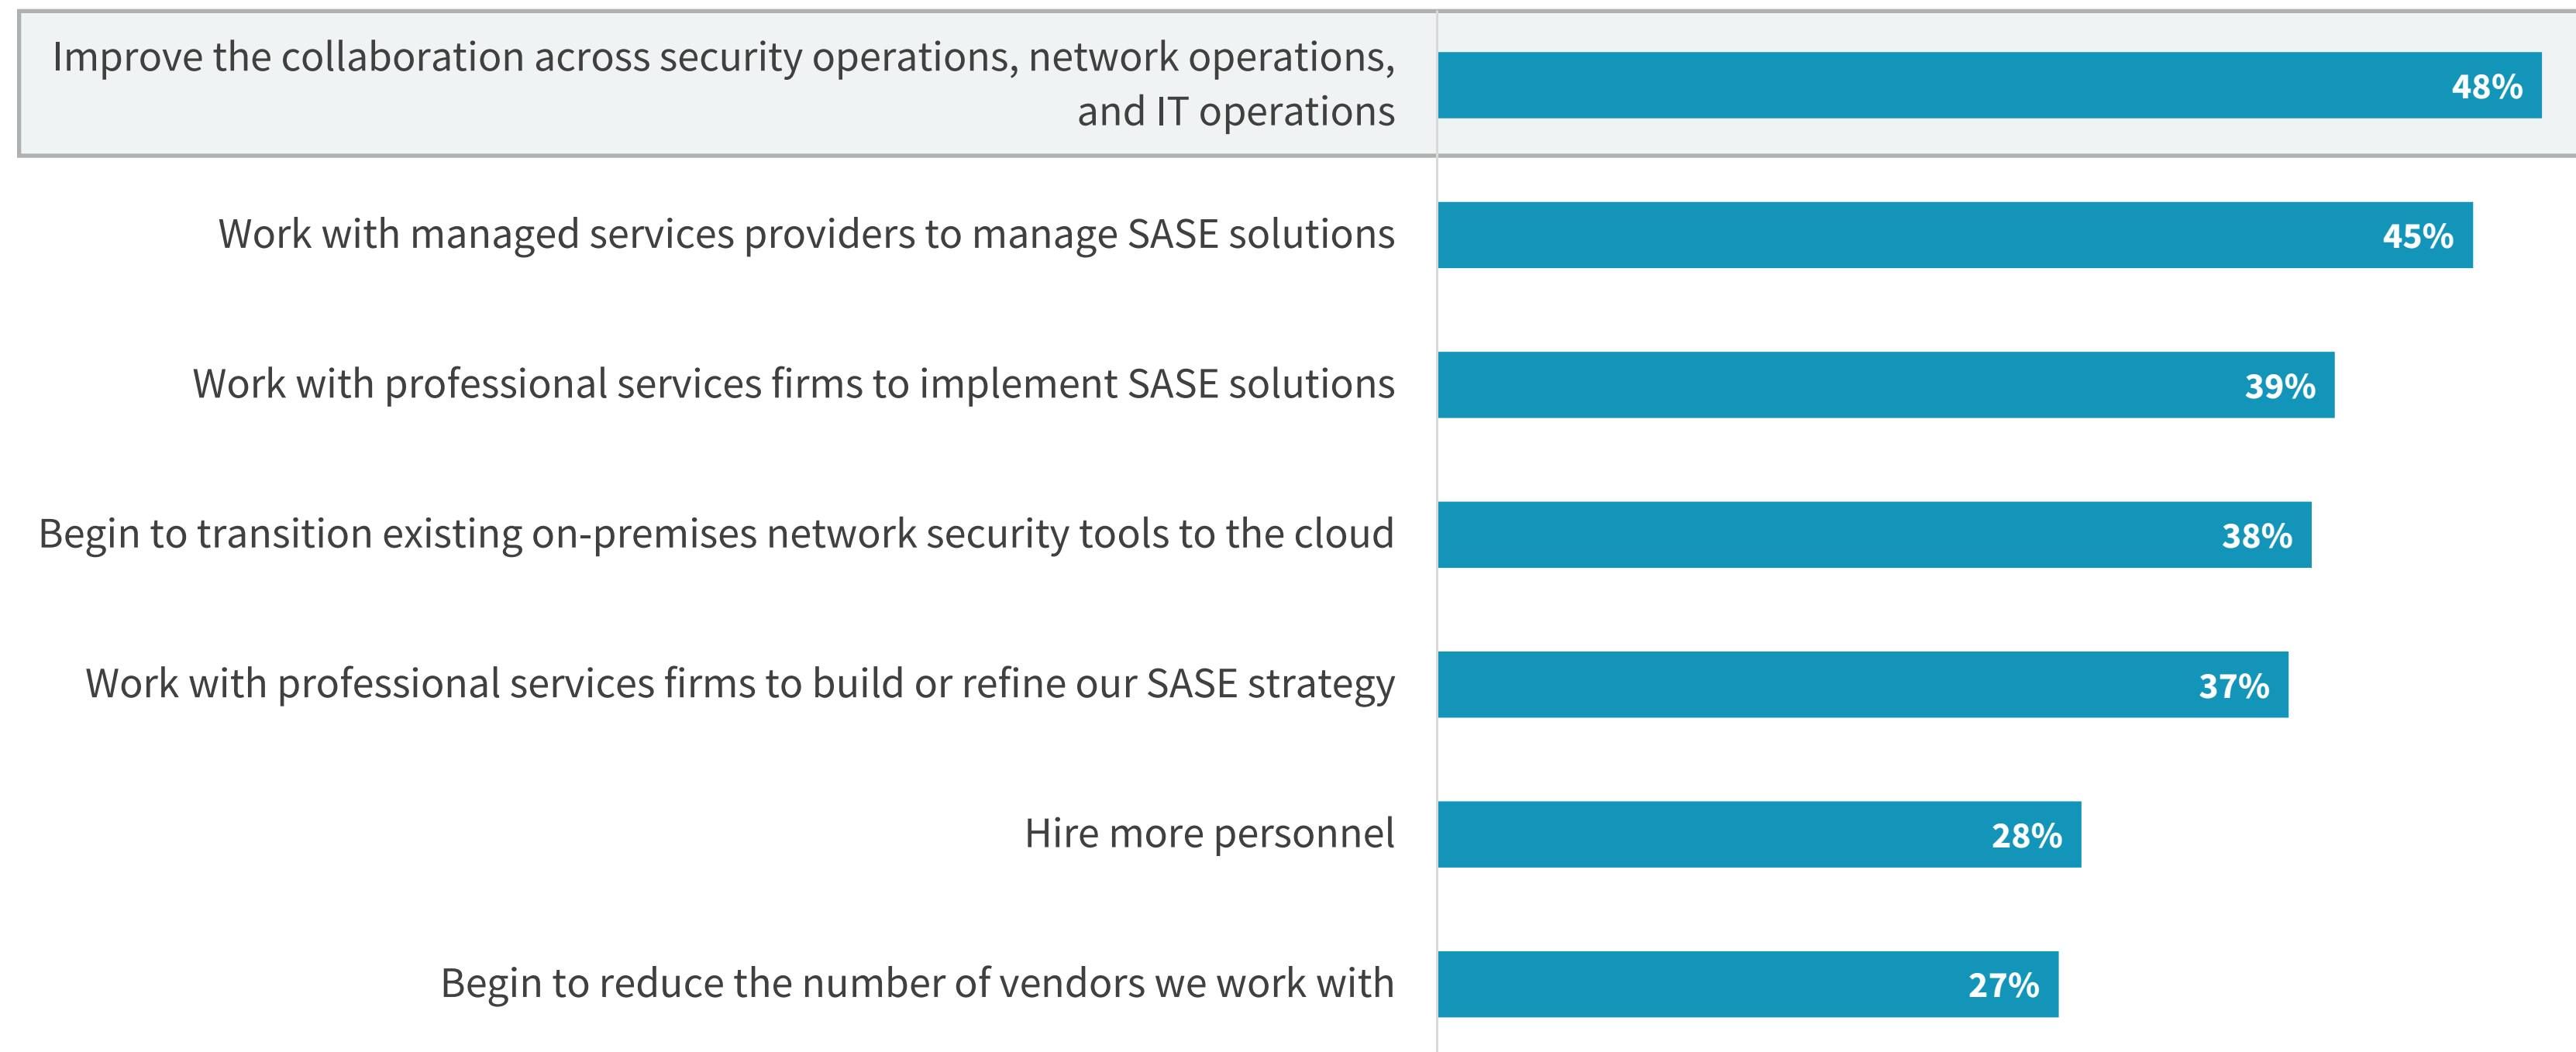 Improve the collaboration across security operations, network operations,
and IT operations
48%
Work with managed services providers to manage SASE solutions
45%
Work with professional services firms to implement SASE solutions
39%
Begin to transition existing on-premises network security tools to the cloud
38%
Work with professional services firms to build or refine our SASE strategy
37%
Hire more personnel
28%
Begin to reduce the number of vendors we work with
27%